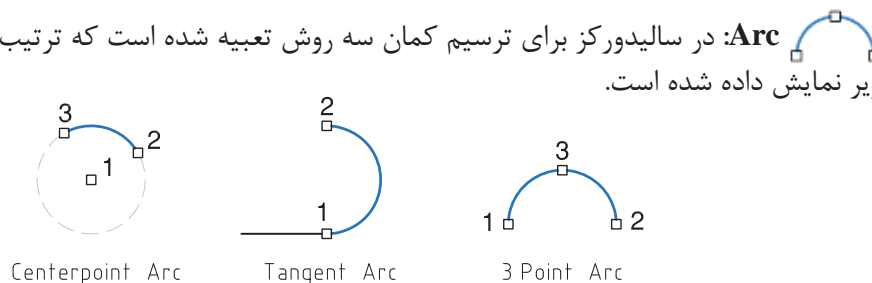 Arc: در سالیدورکز برای ترسیم کمان سه روش تعبیه شده است که ترتیب
نمایش داده شده است.
3
2
1
2
1
3
1
2
Centerpoint Arc
Tangent Arc
3 Point Arc